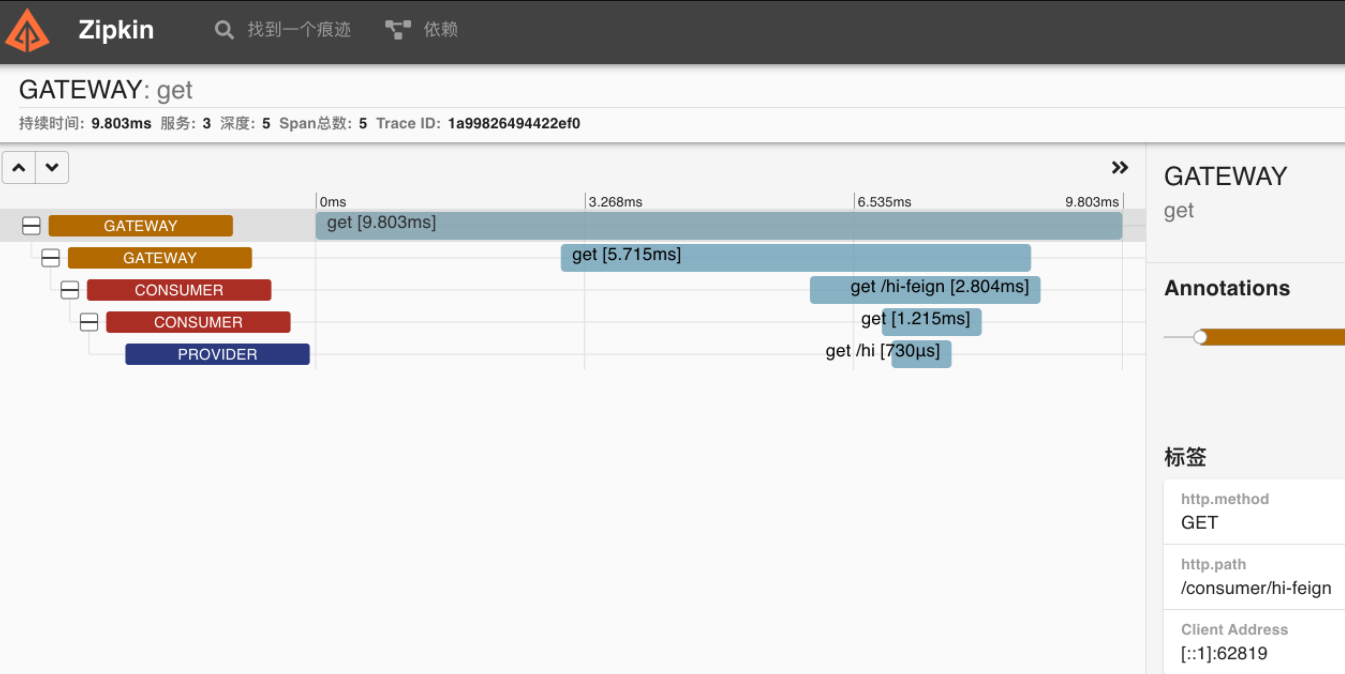 Zipkin 找到一个痕迹 依赖
GATEWAY: get
持续时间: 9.803ms 服务: 3 深度: 5 Span总数: 5 Trace ID: 1a99826494422ef0
0ms 3.268ms 6.535ms 9.803ms
GATEWAY get [9.803ms]
GATEWAY get [5.715ms]
CONSUMER get /hi-feign [2.804ms]
CONSUMER get [1.215ms]
PROVIDER get /hi [730μs]
GATEWAY
get
Annotations
标签
http.method
GET
http.path
/consumer/hi-feign
Client Address
[::1]:62819